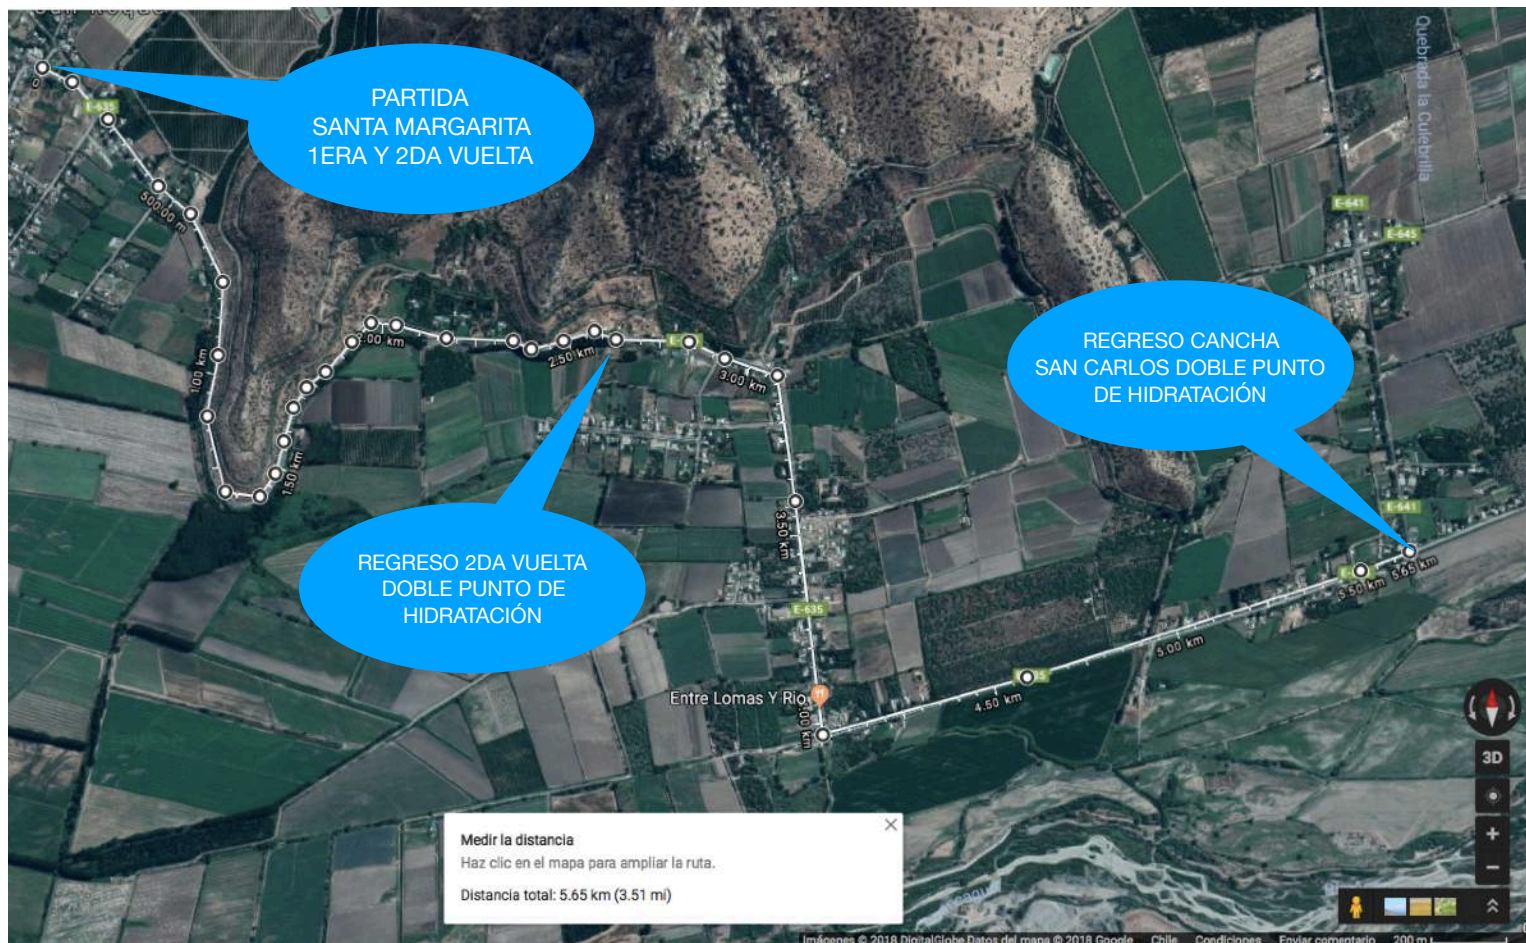 E-635
PARTIDA
SANTA MARGARITA
1ERA Y 2DA VUELTA
0
500.00 m
1.00 km
1.50 km
2.00 km
2.50 km
3.00 km
Quebrada la Culebrilla
E-641
E-645
REGRESO CANCHA
SAN CARLOS DOBLE PUNTO
DE HIDRATACIÓN
REGRESO 2DA VUELTA
DOBLE PUNTO DE
HIDRATACIÓN
3.50 km
E-635
E-641
5.50 km
5.65 km
5.00 km
4.50 km
Entre Lomas Y Rio
Medir la distancia
Haz clic en el mapa para ampliar la ruta.
Distancia total: 5.65 km (3.51 mi)
3D
Imágenes © 2018 DigitalGlobe Datos del mapa © 2018 Google Chile Condiciones Enviar comentario 200 m